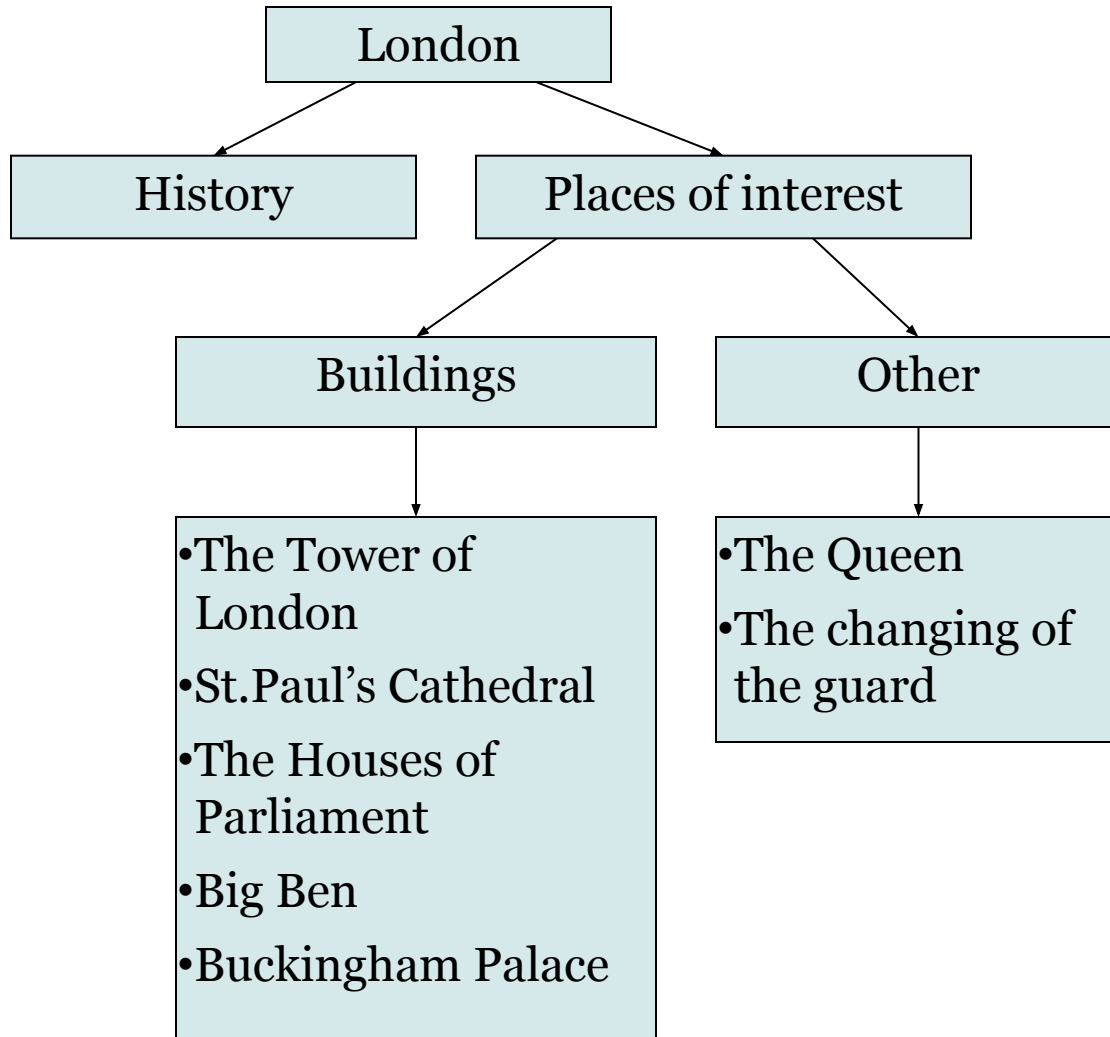 London
History
Places of interest
Buildings
Other
•The Tower of
London
•St.Paul’s Cathedral
•The Houses of
Parliament
•Big Ben
•Buckingham Palace
•The Queen
•The changing of
the guard